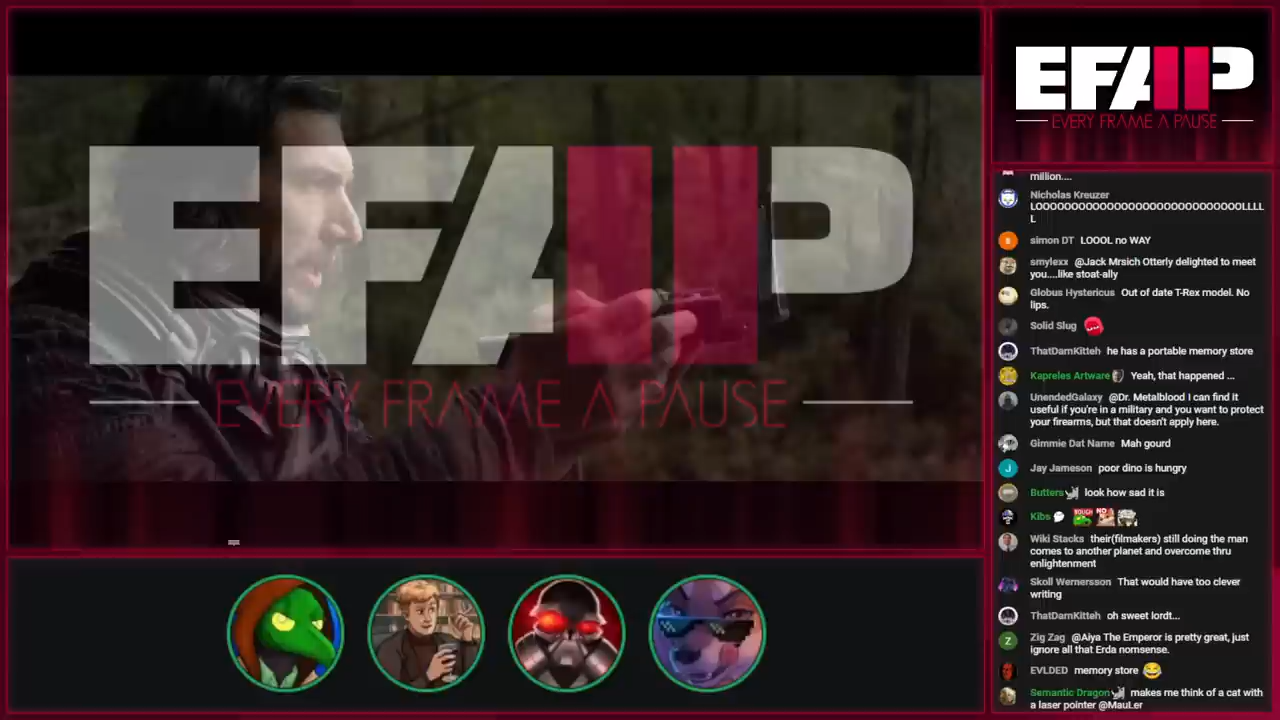 EFAP
EVERY FRAME A PAUSE
EFAP
EVERY FRAME A PAUSE
million....
Nicholas Kreuzer
LOOOOOOOOOOOOOOOOOOOOOOOOOOOOLLLL
L
simon DT LOOOL no WAY
smylexx @Jack Mrsich Otterly delighted to meet
you....like stoat-ally
Globus Hystericus Out of date T-Rex model. No
lips.
Solid Slug
ThatDarnKitteh he has a portable memory store
Kapreles Artware Yeah, that happened ...
UnendedGalaxy @Dr. Metalblood I can find it
useful if you're in a military and you want to protect
your firearms, but that doesn't apply here.
Gimmie Dat Name Mah gourd
J Jay Jameson poor dino is hungry
Butters look how sad it is
Kibs
Wiki Stacks their(filmakers) still doing the man
comes to another planet and overcome thru
enlightenment
Skoll Wernersson That would have too clever
writing
ThatDarnKitteh oh sweet lordt...
Z Zig Zag @Aiya The Emperor is pretty great, just
ignore all that Erda nomsense.
EVLDED memory store
Semantic Dragon makes me think of a cat with
a laser pointer @MauLer